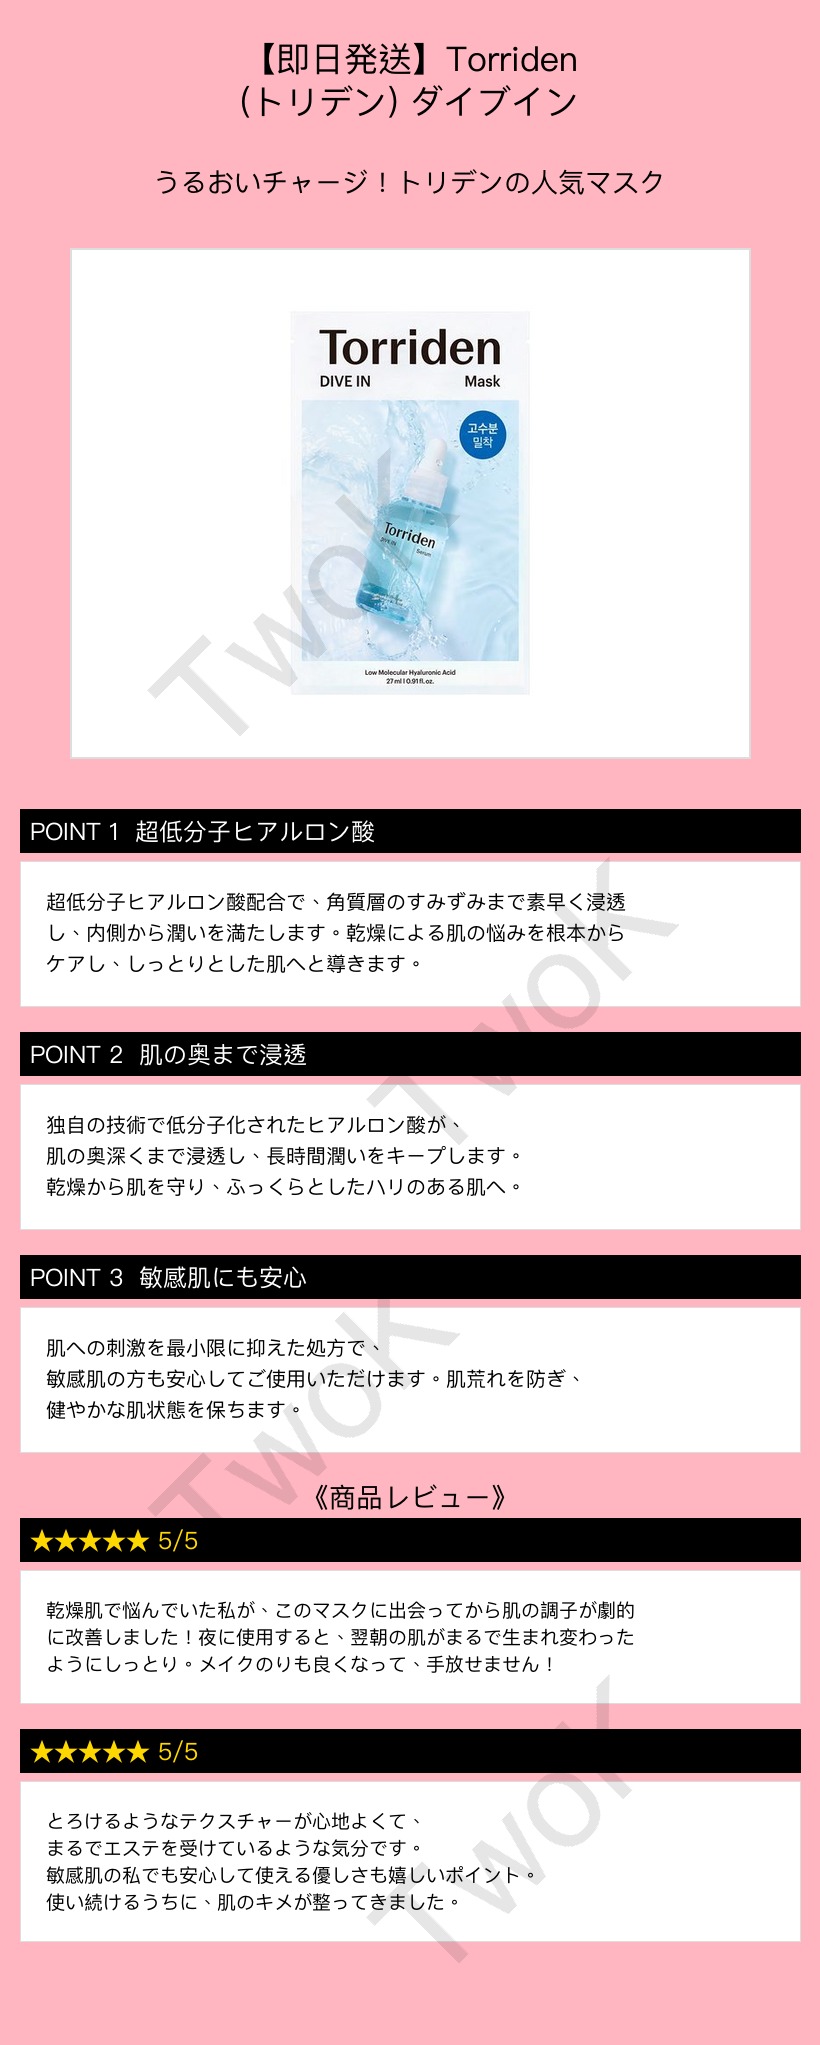 【即日発送】Torriden
(トリデン) ダイブイン
うるおいチャージ！トリデンの人気マスク
Torriden
DIVE IN Mask
고수분
밀착
Torriden
DIVE IN Serum
Low Molecular Hyaluronic Acid
27 ml | 0.91 fl. oz.
TwoK
POINT 1 超低分子ヒアルロン酸
超低分子ヒアルロン酸配合で、角質層のすみずみまで素早く浸透
し、内側から潤いを満たします。乾燥による肌の悩みを根本から
ケアし、しっとりとした肌へと導きます。
TwoK
POINT 2 肌の奥まで浸透
独自の技術で低分子化されたヒアルロン酸が、
肌の奥深くまで浸透し、長時間潤いをキープします。
乾燥から肌を守り、ふっくらとしたハリのある肌へ。
POINT 3 敏感肌にも安心
肌への刺激を最小限に抑えた処方で、
敏感肌の方も安心してご使用いただけます。肌荒れを防ぎ、
健やかな肌状態を保ちます。
TwoK
《商品レビュー》
★★★★★ 5/5
乾燥肌で悩んでいた私が、このマスクに出会ってから肌の調子が劇的
に改善しました！夜に使用すると、翌朝の肌がまるで生まれ変わった
ようにしっとり。メイクのりも良くなって、手放せません！
★★★★★ 5/5
とろけるようなテクスチャーが心地よくて、
まるでエステを受けているような気分です。
敏感肌の私でも安心して使える優しさも嬉しいポイント。
使い続けるうちに、肌のキメが整ってきました。
TwoK